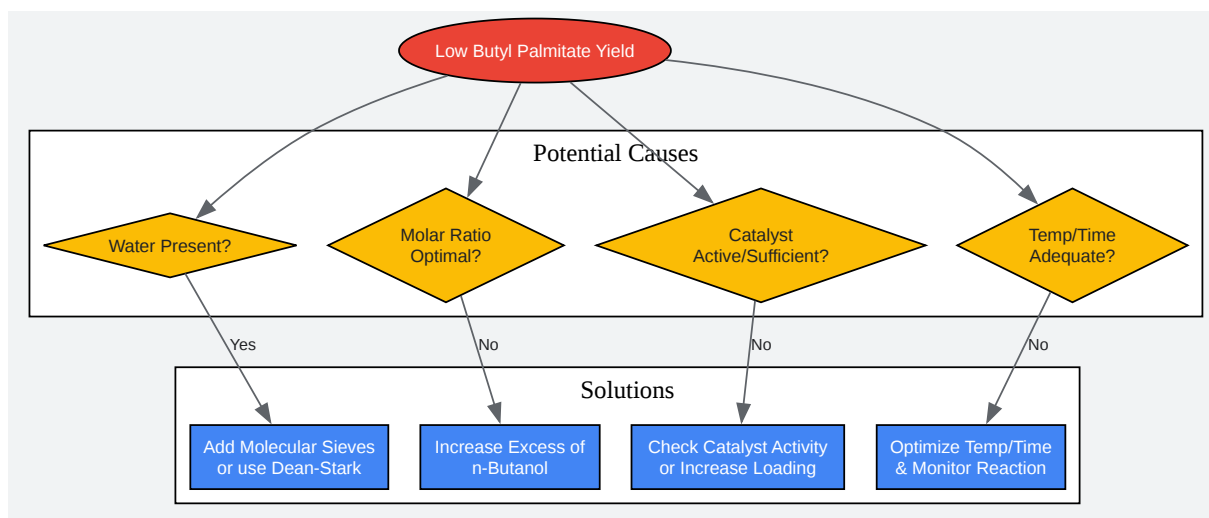 Low Butyl Palmitate Yield
Potential Causes
Water Present?
Molar Ratio
Optimal?
Catalyst
Active/Sufficient?
Temp/Time
Adequate?
Yes
No
No
No
Solutions
Add Molecular Sieves
or use Dean-Stark
Increase Excess of
n-Butanol
Check Catalyst Activity
or Increase Loading
Optimize Temp/Time
& Monitor Reaction